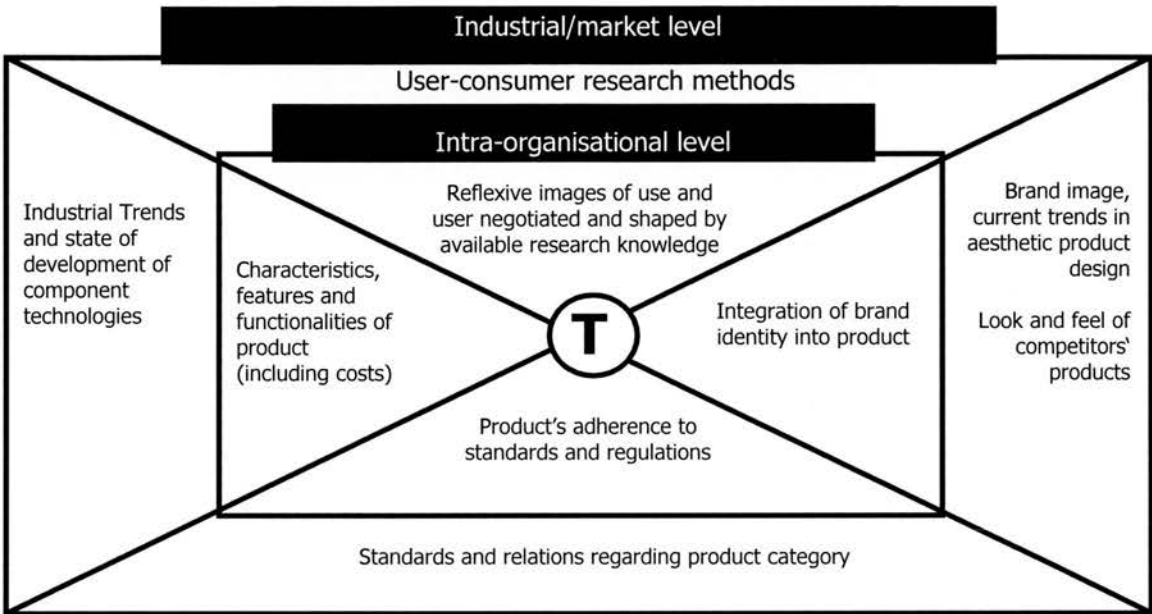 Industrial/market level
User-consumer research methods
Intra-organisational level
Industrial Trends
and state of
development of
component
technologies
Characteristics,
features and
functionalities of
product
(including costs)
Reflexive images of use and
user negotiated and shaped by
available research knowledge
T
Product’s adherence to
standards and regulations
Integration of brand
identity into product
Brand image,
current trends in
aesthetic product
design
Look and feel of
competitors‘
products
Standards and relations regarding product category